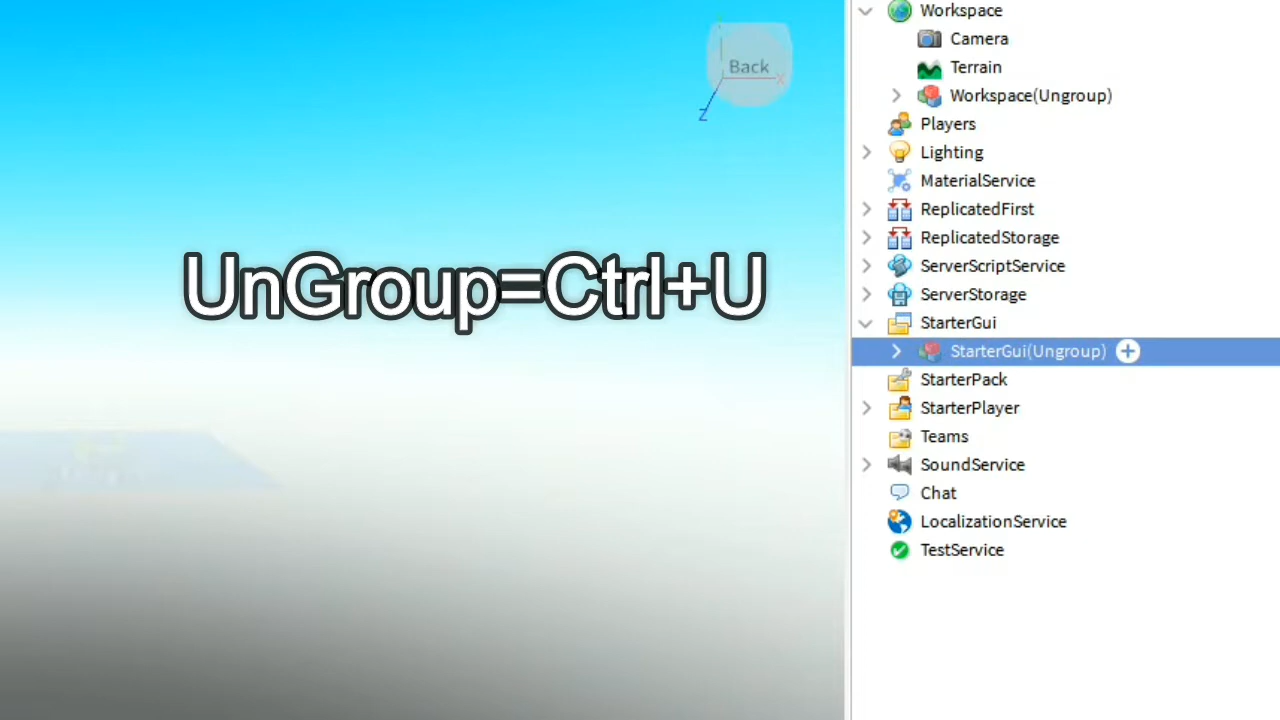 Back
X
Z
UnGroup=Ctrl+U
Workspace
Camera
Terrain
Workspace(Ungroup)
Players
Lighting
MaterialService
ReplicatedFirst
ReplicatedStorage
ServerScriptService
ServerStorage
StarterGui
StarterGui(Ungroup)
StarterPack
StarterPlayer
Teams
SoundService
Chat
LocalizationService
TestService